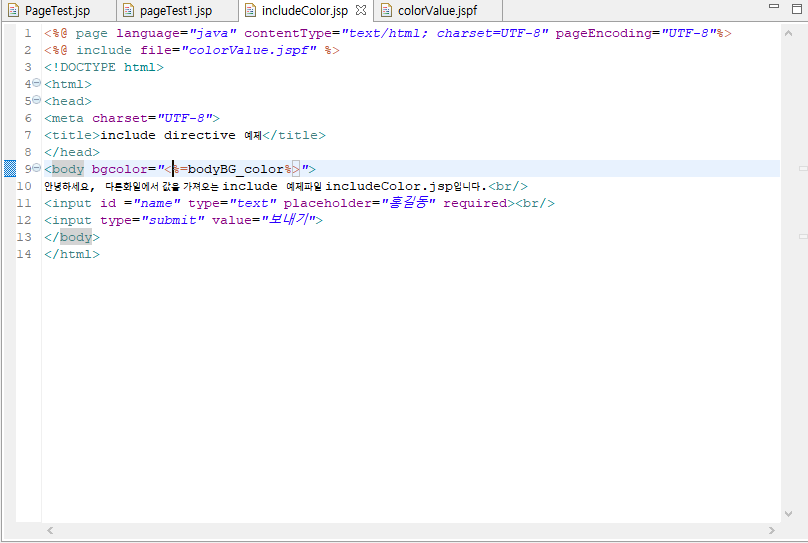 PageTest.jsp pageTest1.jsp includeColor.jsp colorValue.jspf
1 <%@ page language="java" contentType="text/html; charset=UTF-8" pageEncoding="UTF-8"%>
2 <%@ include file="colorValue.jspf" %>
3 <!DOCTYPE html>
4 <html>
5 <head>
6 <meta charset="UTF-8">
7 <title>include directive 예제</title>
8 </head>
9 <body bgcolor="<%=bodyBG_color%>">
10 안녕하세요, 다른화일에서 값을 가져오는 include 예제파일 includeColor.jsp입니다.<br/>
11 <input id ="name" type="text" placeholder="홍길동" required><br/>
12 <input type="submit" value="보내기">
13 </body>
14 </html>